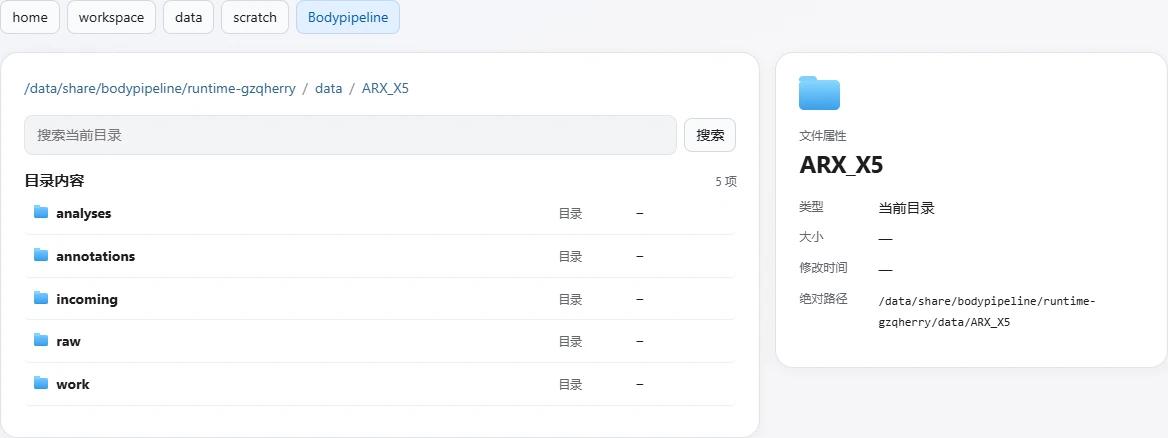 home workspace data scratch Bodypipeline
/data/share/bodypipeline/runtime-gzqherry / data / ARX_X5
搜索当前目录 搜索
目录内容 5 项
analyses 目录 –
annotations 目录 –
incoming 目录 –
raw 目录 –
work 目录 –
文件属性
ARX_X5
类型 当前目录
大小 —
修改时间 —
绝对路径 /data/share/bodypipeline/runtime-
gzqherry/data/ARX_X5